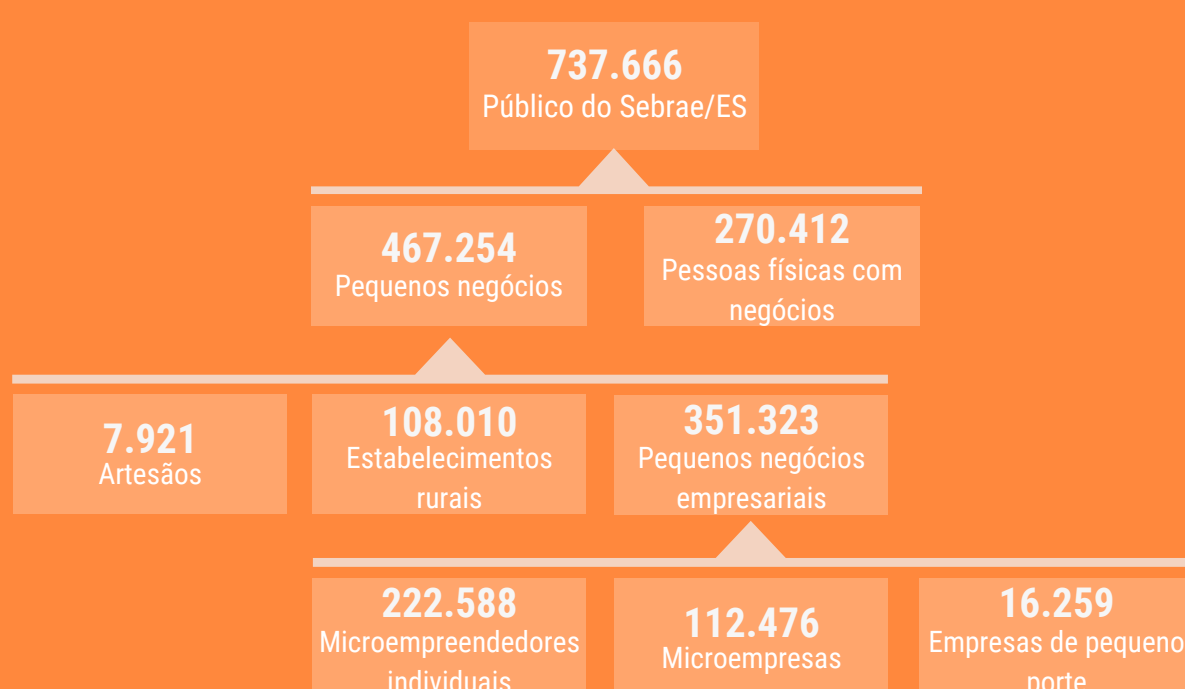 737.666
Público do Sebrae/ES
467.254
Pequenos negócios
270.412
Pessoas físicas com
negócios
7.921
Artesãos
108.010
Estabelecimentos
rurais
351.323
Pequenos negócios
empresariais
222.588
Microempreendedores
individuais
112.476
Microempresas
16.259
Empresas de pequeno
porte